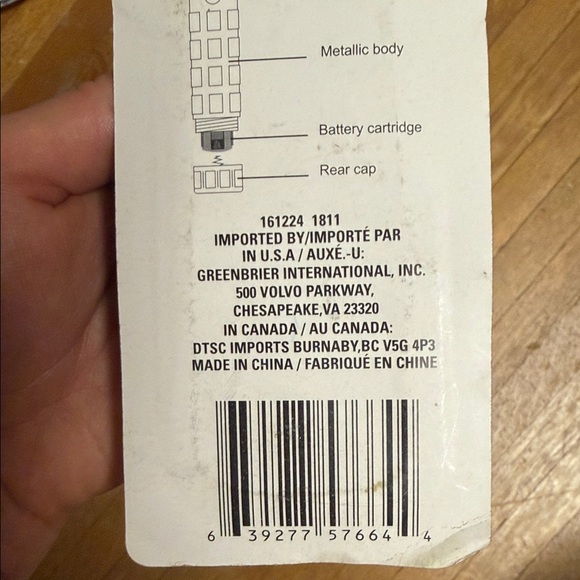 Metallic body
Battery cartridge
Rear cap
161224 1811
IMPORTED BY/IMPORTÉ PAR
IN U.S.A / AUXÉ.-U:
GREENBRIER INTERNATIONAL, INC.
500 VOLVO PARKWAY,
CHESAPEAKE,VA 23320
IN CANADA / AU CANADA:
DTSC IMPORTS BURNABY,BC V5G 4P3
MADE IN CHINA / FABRIQUÉ EN CHINE
6 39277 57664 4